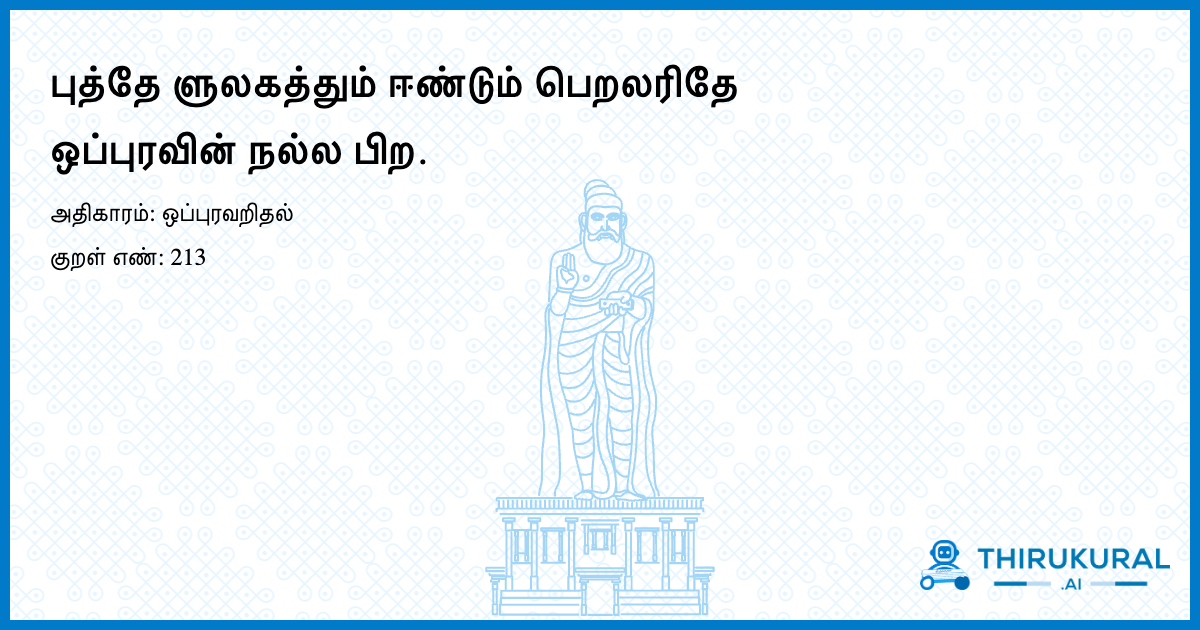 புத்தே ளுலகத்தும் ஈண்டும் பெறலரிதே
ஒப்புரவின் நல்ல பிற.
அதிகாரம்: ஒப்புரவறிதல்
குறள் எண்: 213
THIRUKURAL
.AI